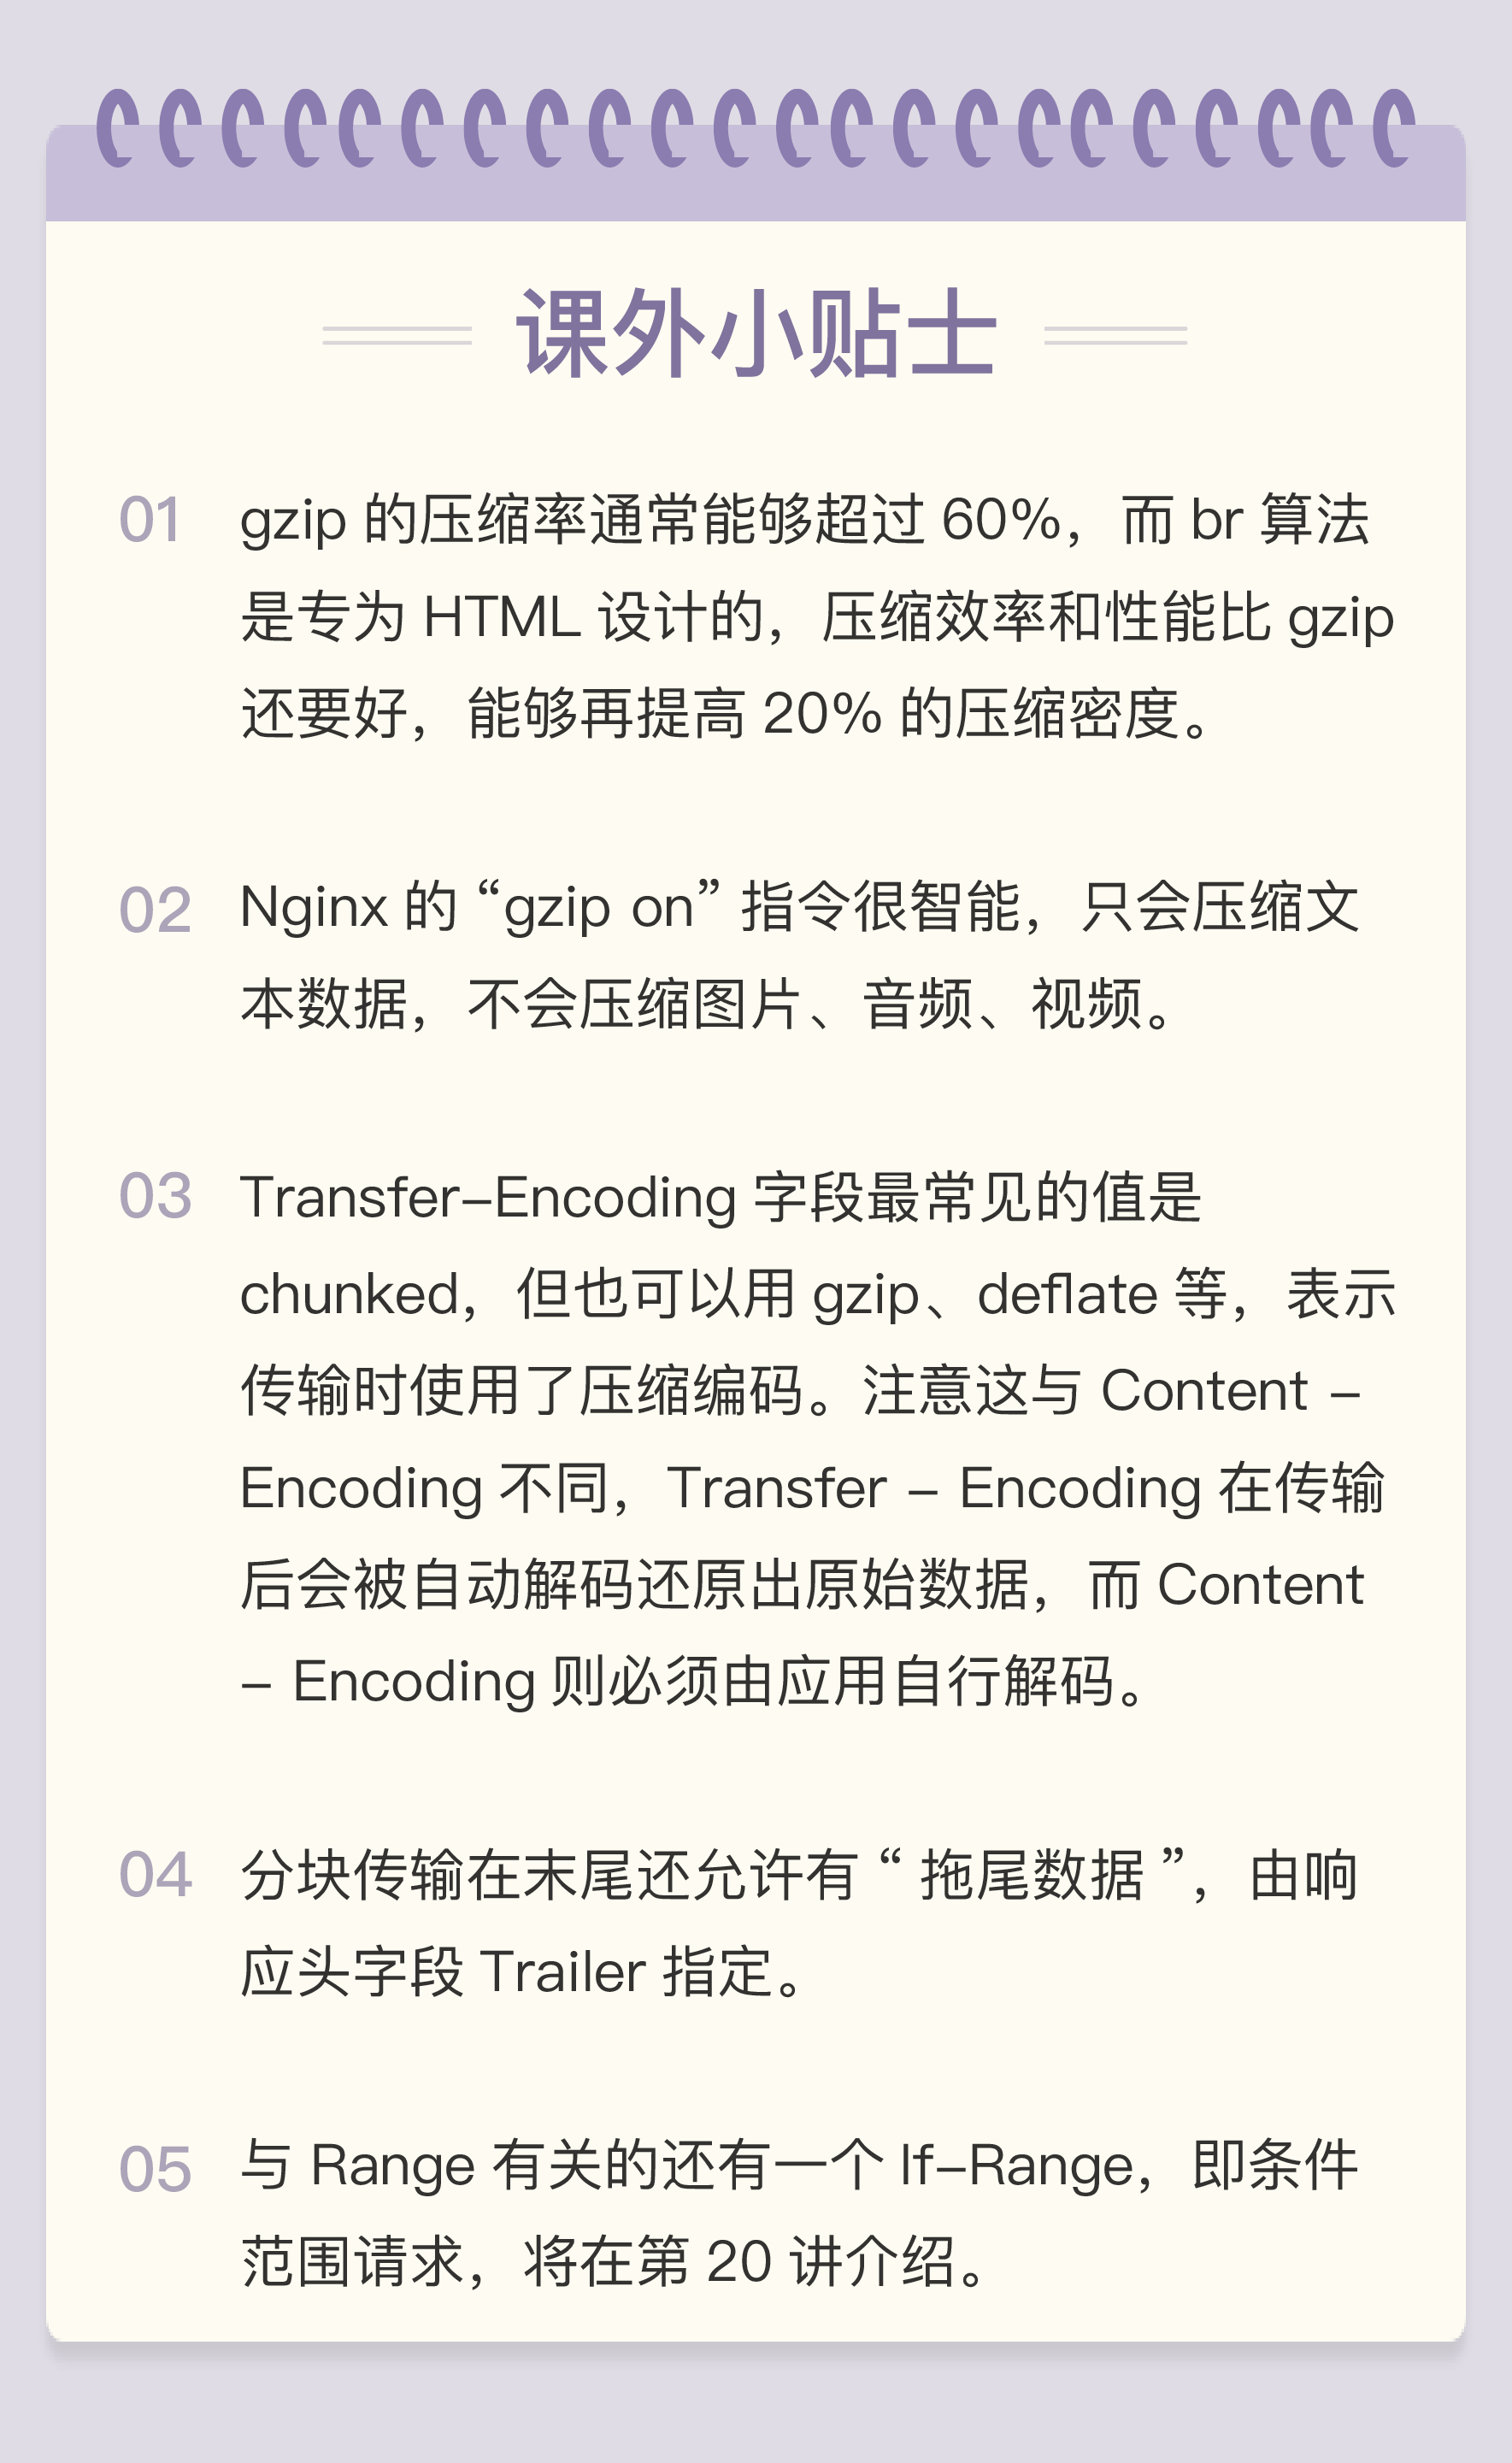 课外小贴士
01 gzip 的压缩率通常能够超过 60%，而 br 算法
是专为 HTML 设计的，压缩效率和性能比 gzip
还要好，能够再提高 20% 的压缩密度。
02 Nginx 的“gzip on”指令很智能，只会压缩文
本数据，不会压缩图片、音频、视频。
03 Transfer-Encoding 字段最常见的值是
chunked，但也可以用 gzip、deflate 等，表示
传输时使用了压缩编码。注意这与 Content -
Encoding 不同，Transfer - Encoding 在传输
后会被自动解码还原出原始数据，而 Content
- Encoding 则必须由应用自行解码。
04 分块传输在末尾还允许有 “ 拖尾数据 ”，由响
应头字段 Trailer 指定。
05 与 Range 有关的还有一个 If-Range，即条件
范围请求，将在第 20 讲介绍。